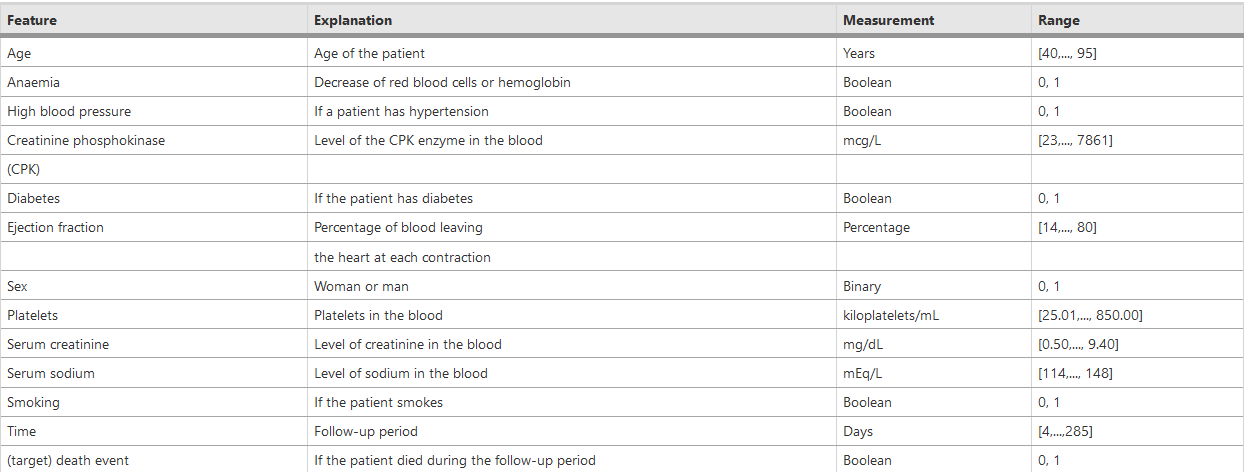 Feature Explanation Measurement Range
Age Age of the patient Years [40,..., 95]
Anaemia Decrease of red blood cells or hemoglobin Boolean 0, 1
High blood pressure If a patient has hypertension Boolean 0, 1
Creatinine phosphokinase Level of the CPK enzyme in the blood mcg/L [23,..., 7861]
(CPK)
Diabetes If the patient has diabetes Boolean 0, 1
Ejection fraction Percentage of blood leaving Percentage [14,..., 80]
the heart at each contraction
Sex Woman or man Binary 0, 1
Platelets Platelets in the blood kiloplatelets/mL [25.01,..., 850.00]
Serum creatinine Level of creatinine in the blood mg/dL [0.50,..., 9.40]
Serum sodium Level of sodium in the blood mEq/L [114,..., 148]
Smoking If the patient smokes Boolean 0, 1
Time Follow-up period Days [4,...,285]
(target) death event If the patient died during the follow-up period Boolean 0, 1